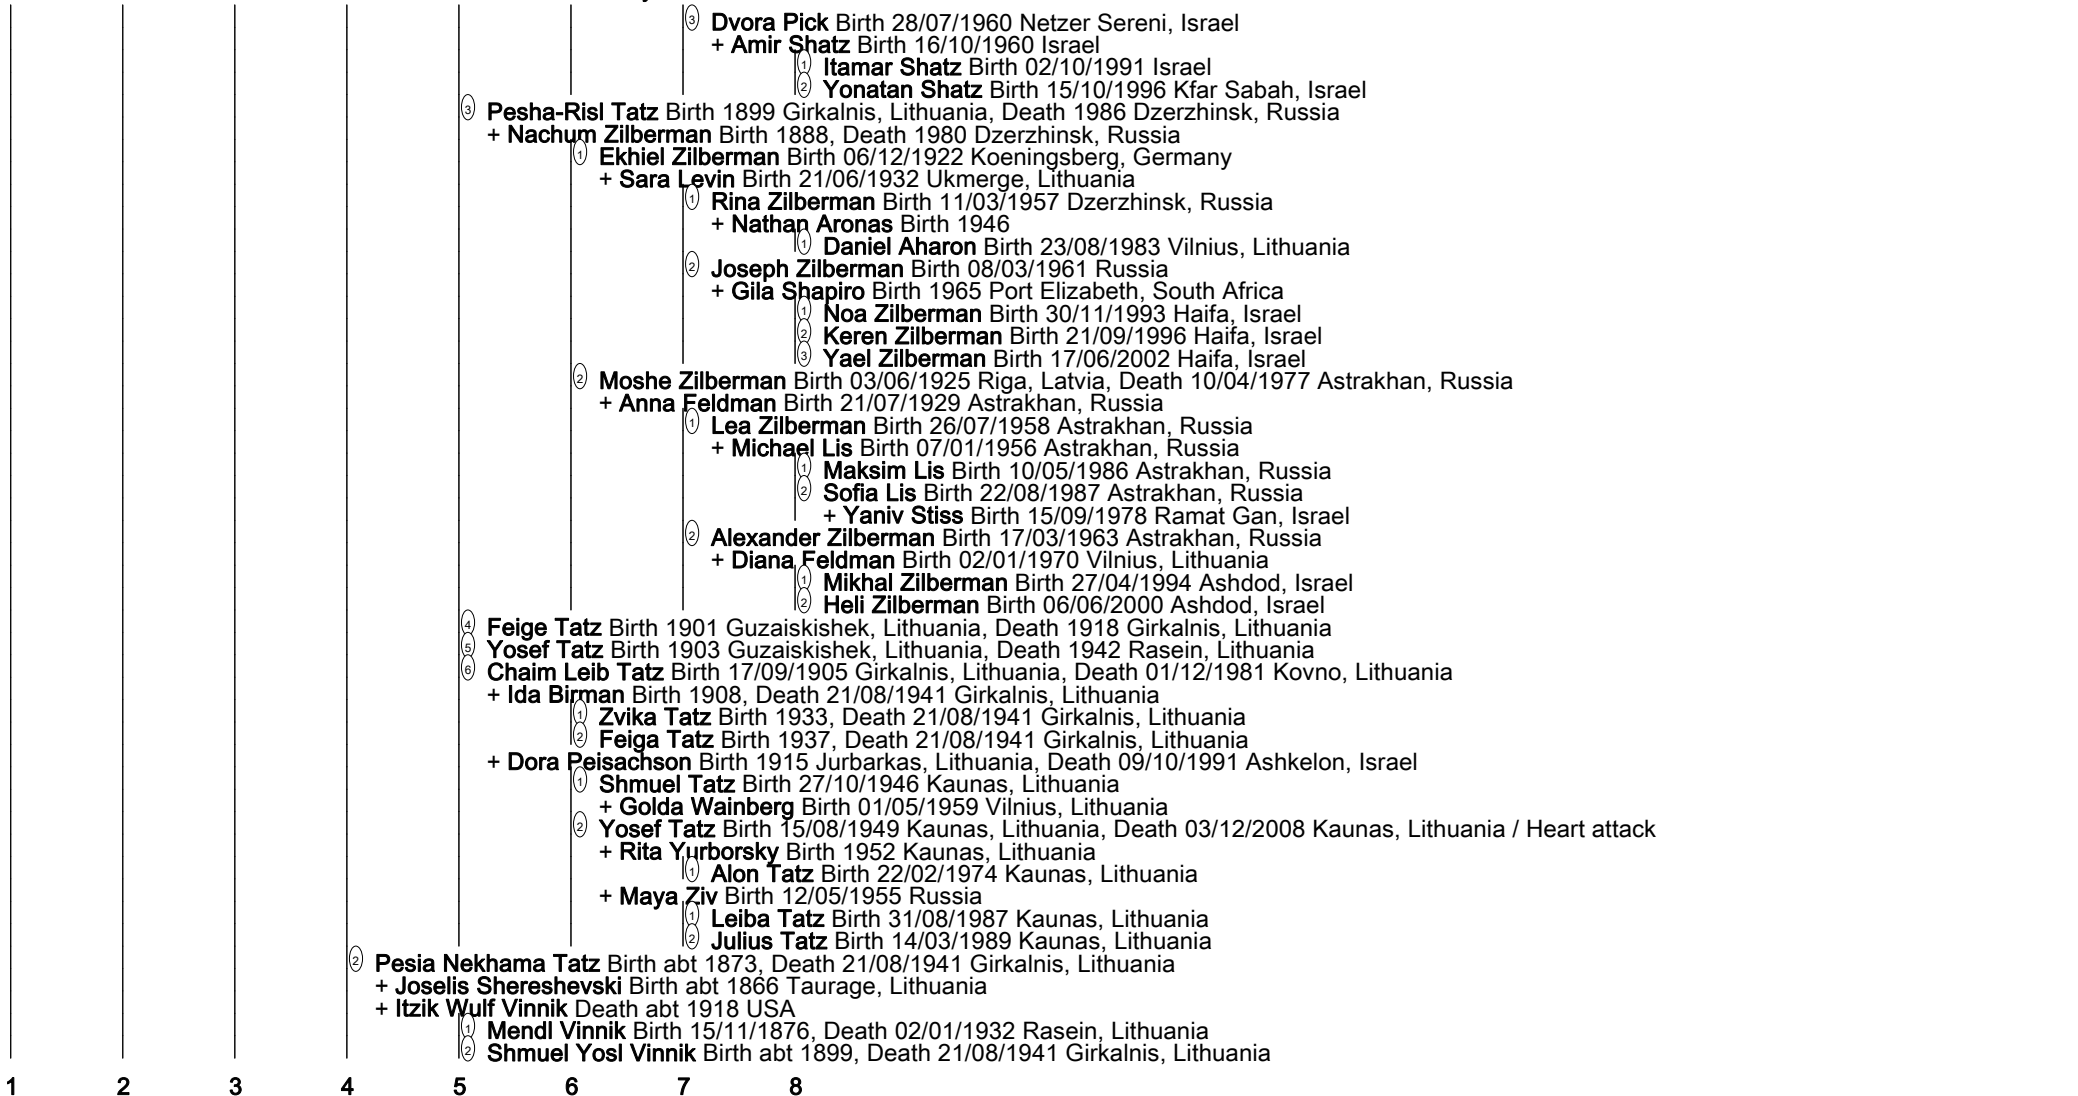 3 Dvora Pick Birth 28/07/1960 Netzer Sereni, Israel
+ Amir Shatz Birth 16/10/1960 Israel
1 Itamar Shatz Birth 02/10/1991 Israel
2 Yonatan Shatz Birth 15/10/1996 Kfar Sabah, Israel
3 Pesha-Risl Tatz Birth 1899 Girkalnis, Lithuania, Death 1986 Dzerzhinsk, Russia
+ Nachum Zilberman Birth 1888, Death 1980 Dzerzhinsk, Russia
1 Ekhiel Zilberman Birth 06/12/1922 Koeningsberg, Germany
+ Sara Levin Birth 21/06/1932 Ukmerge, Lithuania
1 Rina Zilberman Birth 11/03/1957 Dzerzhinsk, Russia
+ Nathan Aronas Birth 1946
1 Daniel Aharon Birth 23/08/1983 Vilnius, Lithuania
2 Joseph Zilberman Birth 08/03/1961 Russia
+ Gila Shapiro Birth 1965 Port Elizabeth, South Africa
1 Noa Zilberman Birth 30/11/1993 Haifa, Israel
2 Keren Zilberman Birth 21/09/1996 Haifa, Israel
3 Yael Zilberman Birth 17/06/2002 Haifa, Israel
2 Moshe Zilberman Birth 03/06/1925 Riga, Latvia, Death 10/04/1977 Astrakhan, Russia
+ Anna Feldman Birth 21/07/1929 Astrakhan, Russia
1 Lea Zilberman Birth 26/07/1958 Astrakhan, Russia
+ Michael Lis Birth 07/01/1956 Astrakhan, Russia
1 Maksim Lis Birth 10/05/1986 Astrakhan, Russia
2 Sofia Lis Birth 22/08/1987 Astrakhan, Russia
+ Yaniv Stiss Birth 15/09/1978 Ramat Gan, Israel
2 Alexander Zilberman Birth 17/03/1963 Astrakhan, Russia
+ Diana Feldman Birth 02/01/1970 Vilnius, Lithuania
1 Mikhal Zilberman Birth 27/04/1994 Ashdod, Israel
2 Heli Zilberman Birth 06/06/2000 Ashdod, Israel
4 Feige Tatz Birth 1901 Guzaiskishek, Lithuania, Death 1918 Girkalnis, Lithuania
5 Yosef Tatz Birth 1903 Guzaiskishek, Lithuania, Death 1942 Rasein, Lithuania
6 Chaim Leib Tatz Birth 17/09/1905 Girkalnis, Lithuania, Death 01/12/1981 Kovno, Lithuania
+ Ida Birman Birth 1908, Death 21/08/1941 Girkalnis, Lithuania
1 Zvika Tatz Birth 1933, Death 21/08/1941 Girkalnis, Lithuania
2 Feiga Tatz Birth 1937, Death 21/08/1941 Girkalnis, Lithuania
+ Dora Peisachson Birth 1915 Jurbarkas, Lithuania, Death 09/10/1991 Ashkelon, Israel
1 Shmuel Tatz Birth 27/10/1946 Kaunas, Lithuania
+ Golda Wainberg Birth 01/05/1959 Vilnius, Lithuania
2 Yosef Tatz Birth 15/08/1949 Kaunas, Lithuania, Death 03/12/2008 Kaunas, Lithuania / Heart attack
+ Rita Yurborsky Birth 1952 Kaunas, Lithuania
1 Alon Tatz Birth 22/02/1974 Kaunas, Lithuania
+ Maya Ziv Birth 12/05/1955 Russia
1 Leiba Tatz Birth 31/08/1987 Kaunas, Lithuania
2 Julius Tatz Birth 14/03/1989 Kaunas, Lithuania
2 Pesia Nekhama Tatz Birth abt 1873, Death 21/08/1941 Girkalnis, Lithuania
+ Joselis Shereshevski Birth abt 1866 Taurage, Lithuania
+ Itzik Wulf Vinnik Death abt 1918 USA
1 Mendl Vinnik Birth 15/11/1876, Death 02/01/1932 Rasein, Lithuania
2 Shmuel Yosl Vinnik Birth abt 1899, Death 21/08/1941 Girkalnis, Lithuania
1 2 3 4 5 6 7 8